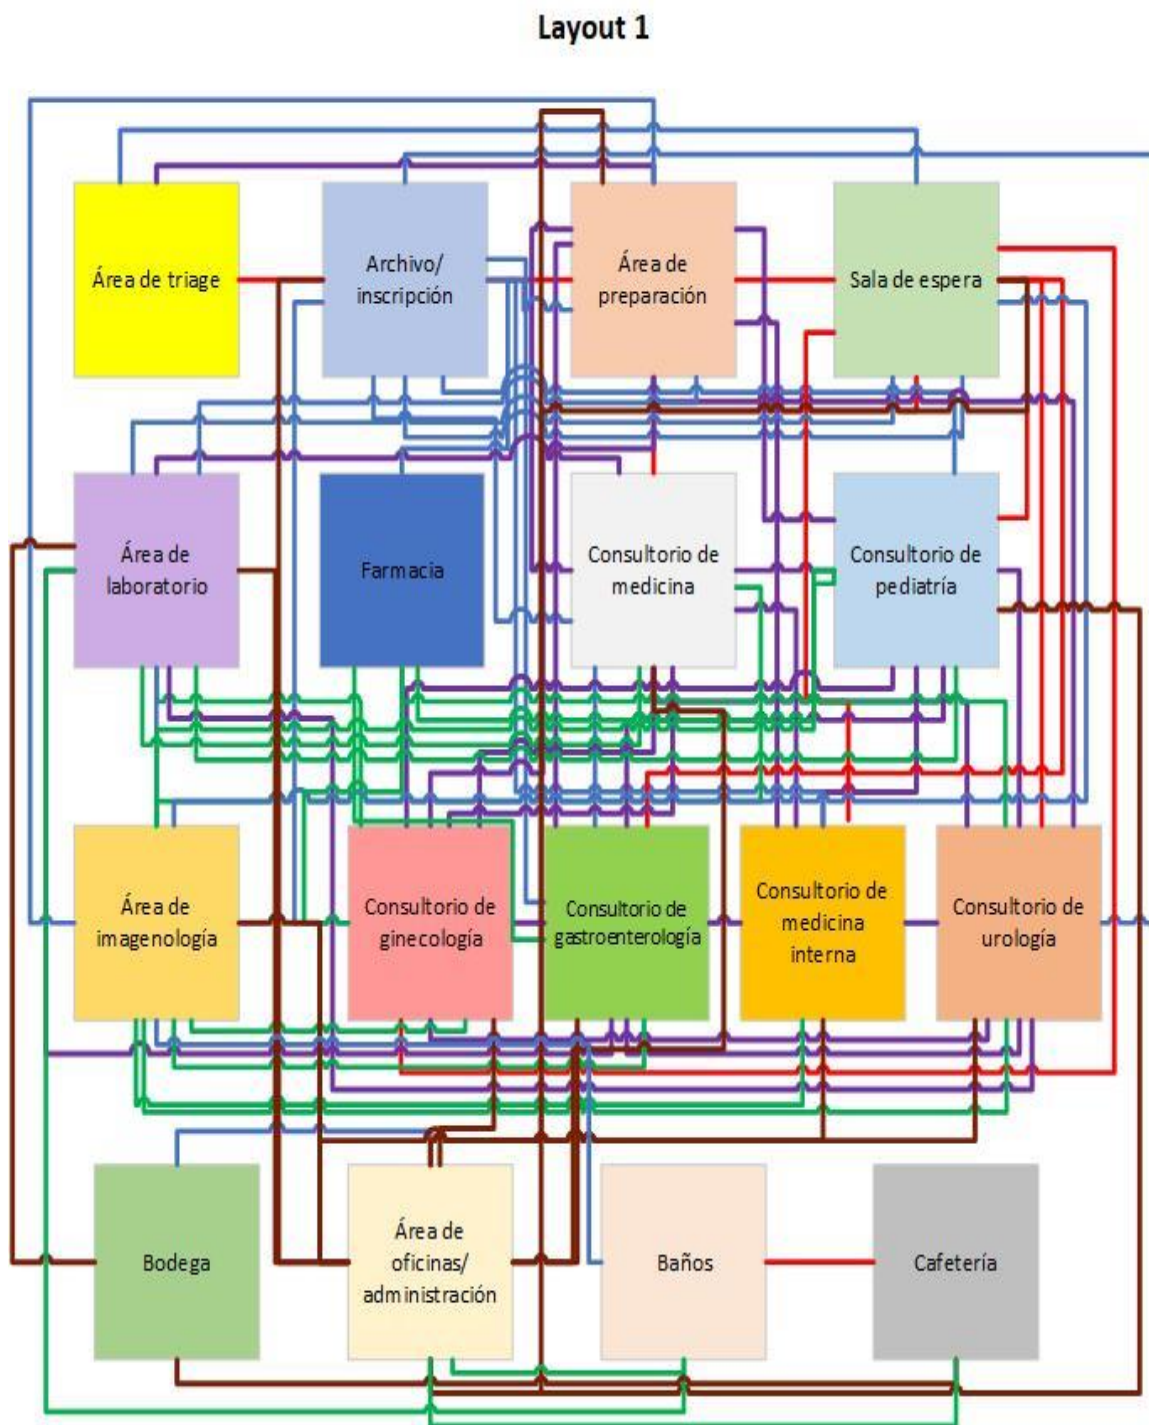 Layout 1
Área de triage
Archivo/
inscripción
Área de
preparación
Sala de espera
Área de
laboratorio
Farmacia
Consultorio de
medicina
Consultorio de
pediatría
Área de
imagenología
Consultorio de
ginecología
Consultorio de
gastroenterología
Consultorio de
medicina
interna
Consultorio de
urología
Bodega
Área de
oficinas/
administración
Baños
Cafetería